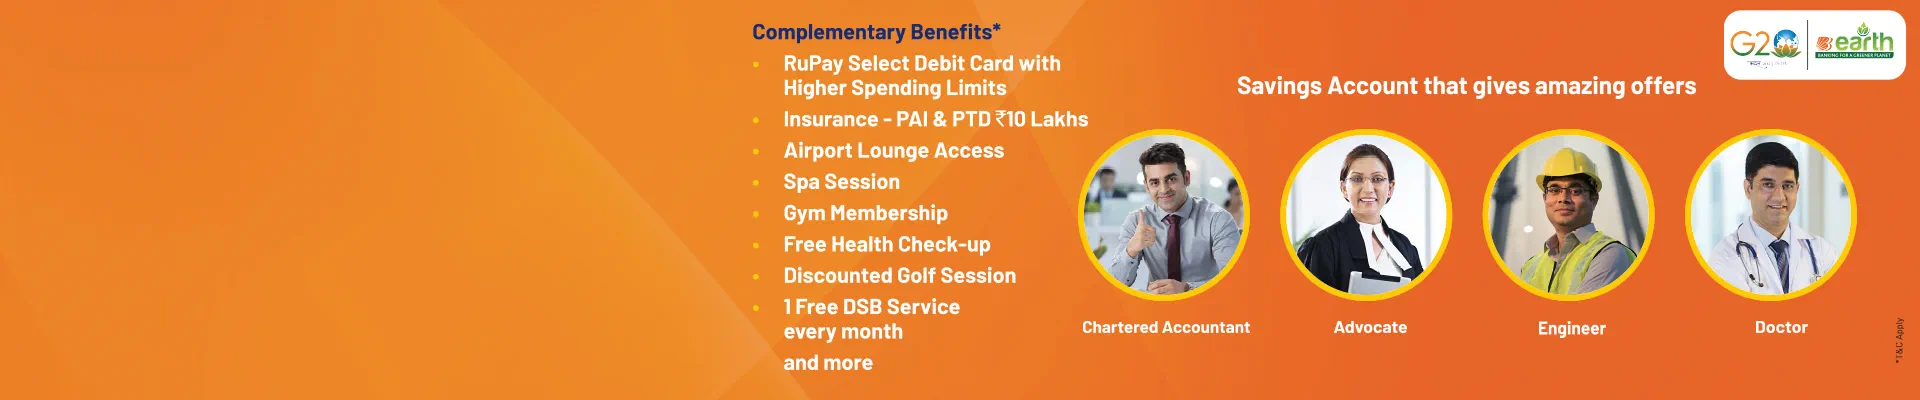 Complementary Benefits*
• RuPay Select Debit Card with
Higher Spending Limits
• Insurance - PAI & PTD ₹10 Lakhs
• Airport Lounge Access
• Spa Session
• Gym Membership
• Free Health Check-up
• Discounted Golf Session
• 1 Free DSB Service
every month
and more
G20
earth
BANKING FOR A GREENER PLANET
Savings Account that gives amazing offers
Chartered Accountant
Advocate
Engineer
Doctor
*T&C Apply